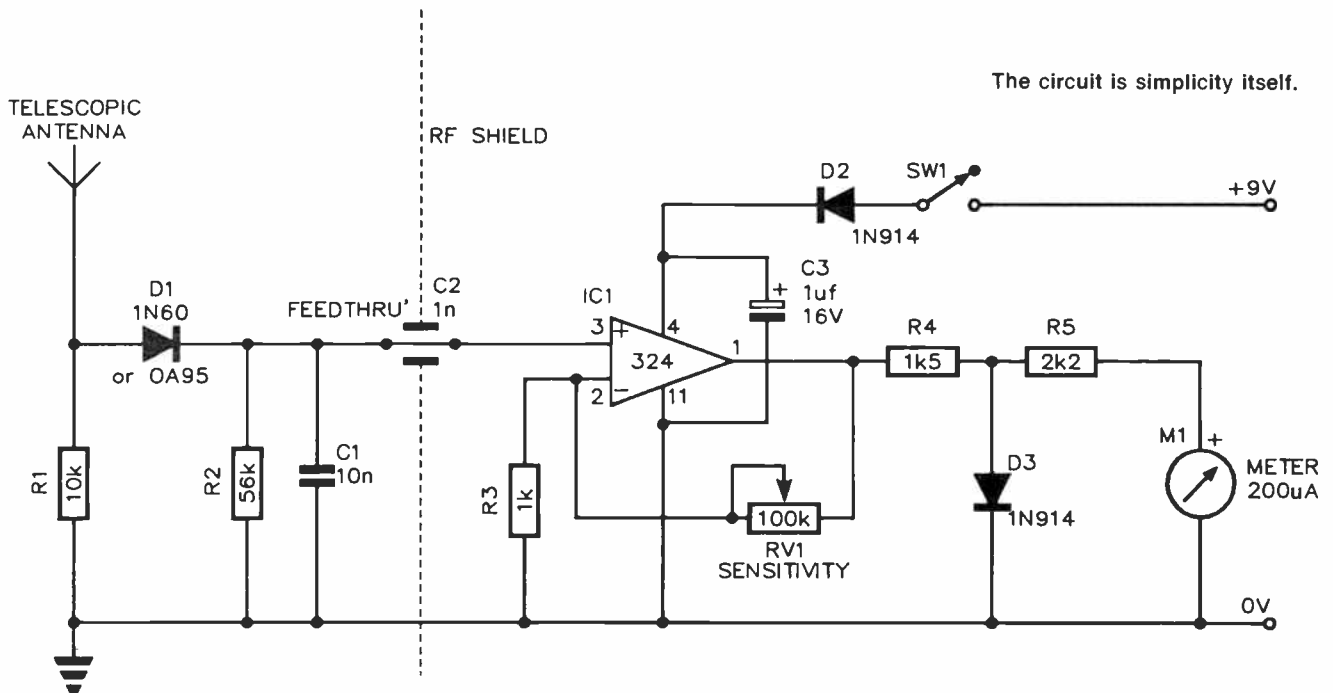 The circuit is simplicity itself.
TELESCOPIC
ANTENNA
RF SHIELD
D2
1N914
SW1
+9V
D1
1N60
or OA95
FEEDTHRU'
C2
1n
IC1
3
+
324
−
2
4
11
1
C3
+
1uf
16V
R4
1k5
R5
2k2
R1
10k
R2
56k
C1
10n
R3
1k
100k
RV1
SENSITIVITY
D3
1N914
M1
+
METER
200uA
0V